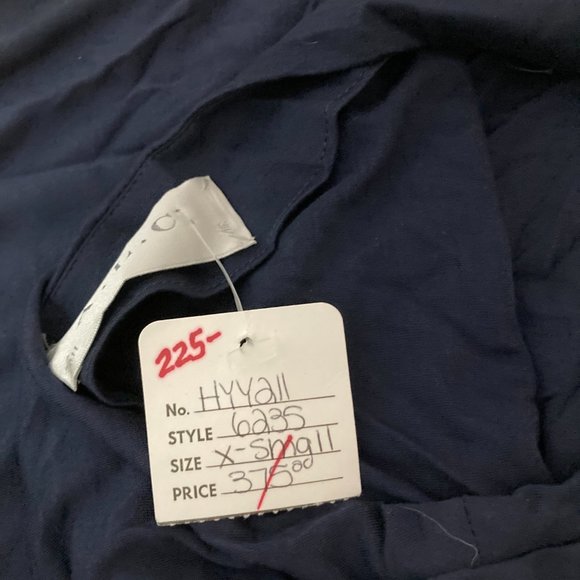 225-
No. HYYall
STYLE 6235
SIZE X-Small
PRICE 375.00